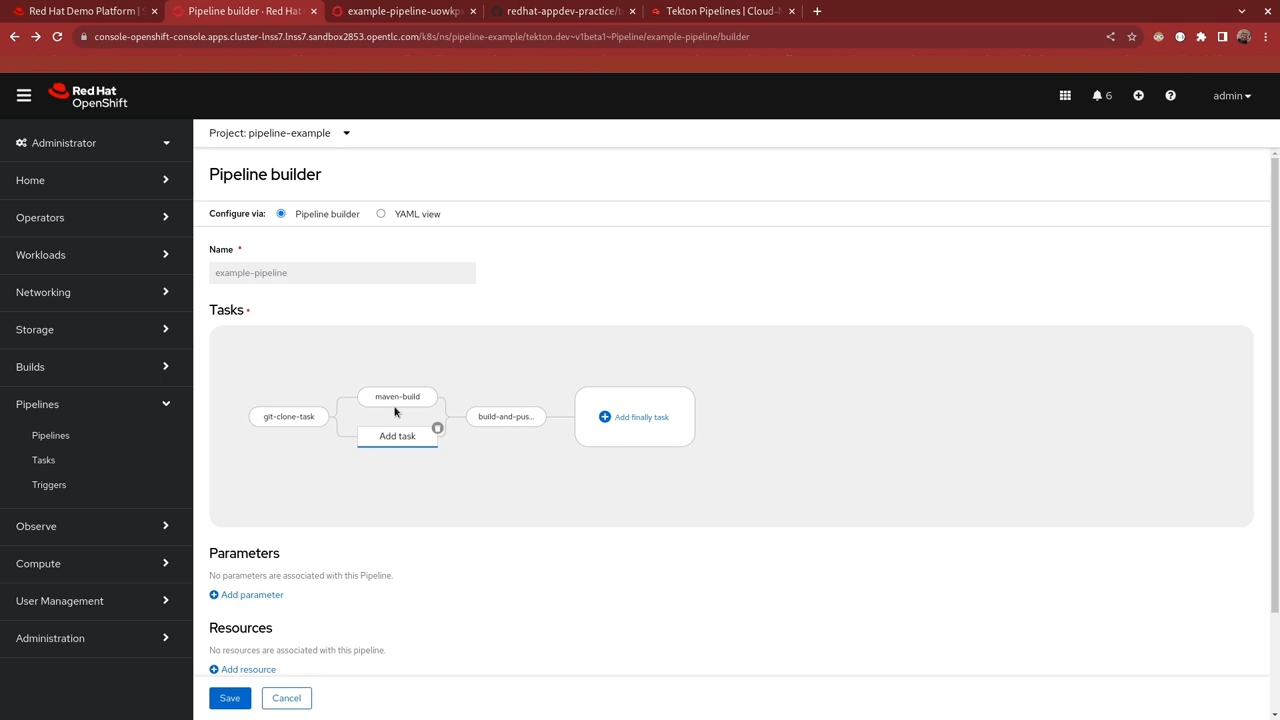 Red Hat Demo Platform | S
Pipeline builder · Red Hat
example-pipeline-uowkp
redhat-appdev-practice/t
Tekton Pipelines | Cloud-N
console-openshift-console.apps.cluster-lnss7.lnss7.sandbox2853.opentlc.com/k8s/ns/pipeline-example/tekton.dev~v1beta1~Pipeline/example-pipeline/builder
Red Hat
OpenShift
6
admin
Administrator
Home
Operators
Workloads
Networking
Storage
Builds
Pipelines
Pipelines
Tasks
Triggers
Observe
Compute
User Management
Administration
Project: pipeline-example
Pipeline builder
Configure via: Pipeline builder YAML view
Name *
example-pipeline
Tasks *
git-clone-task
maven-build
Add task
build-and-pus...
Add finally task
Parameters
No parameters are associated with this Pipeline.
Add parameter
Resources
No resources are associated with this pipeline.
Add resource
Save
Cancel